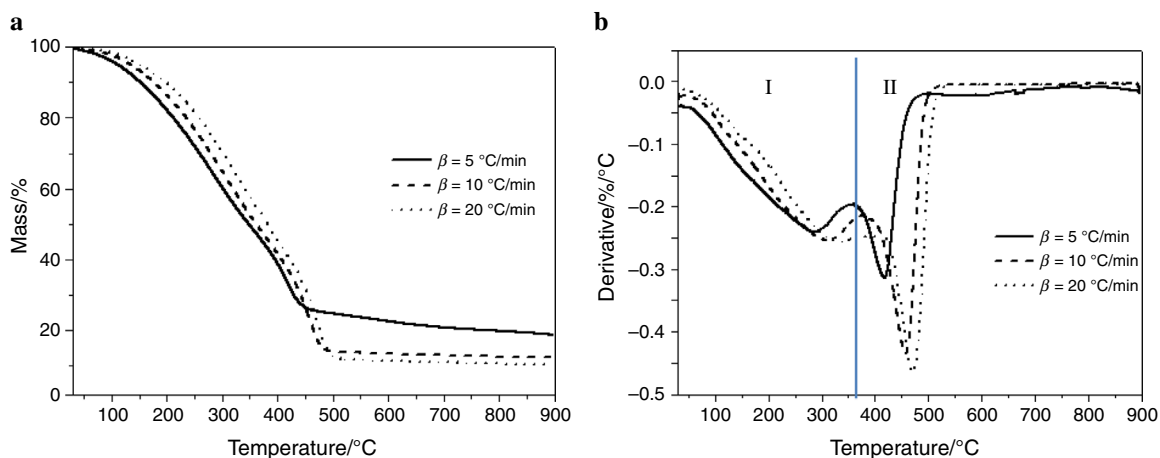 a
100
80
60
40
20
0
Mass/%
100 200 300 400 500 600 700 800 900
Temperature/°C
β = 5 °C/min
β = 10 °C/min
β = 20 °C/min
b
0.0
−0.1
−0.2
−0.3
−0.4
−0.5
Derivative/%/°C
I
II
100 200 300 400 500 600 700 800 900
Temperature/°C
β = 5 °C/min
β = 10 °C/min
β = 20 °C/min